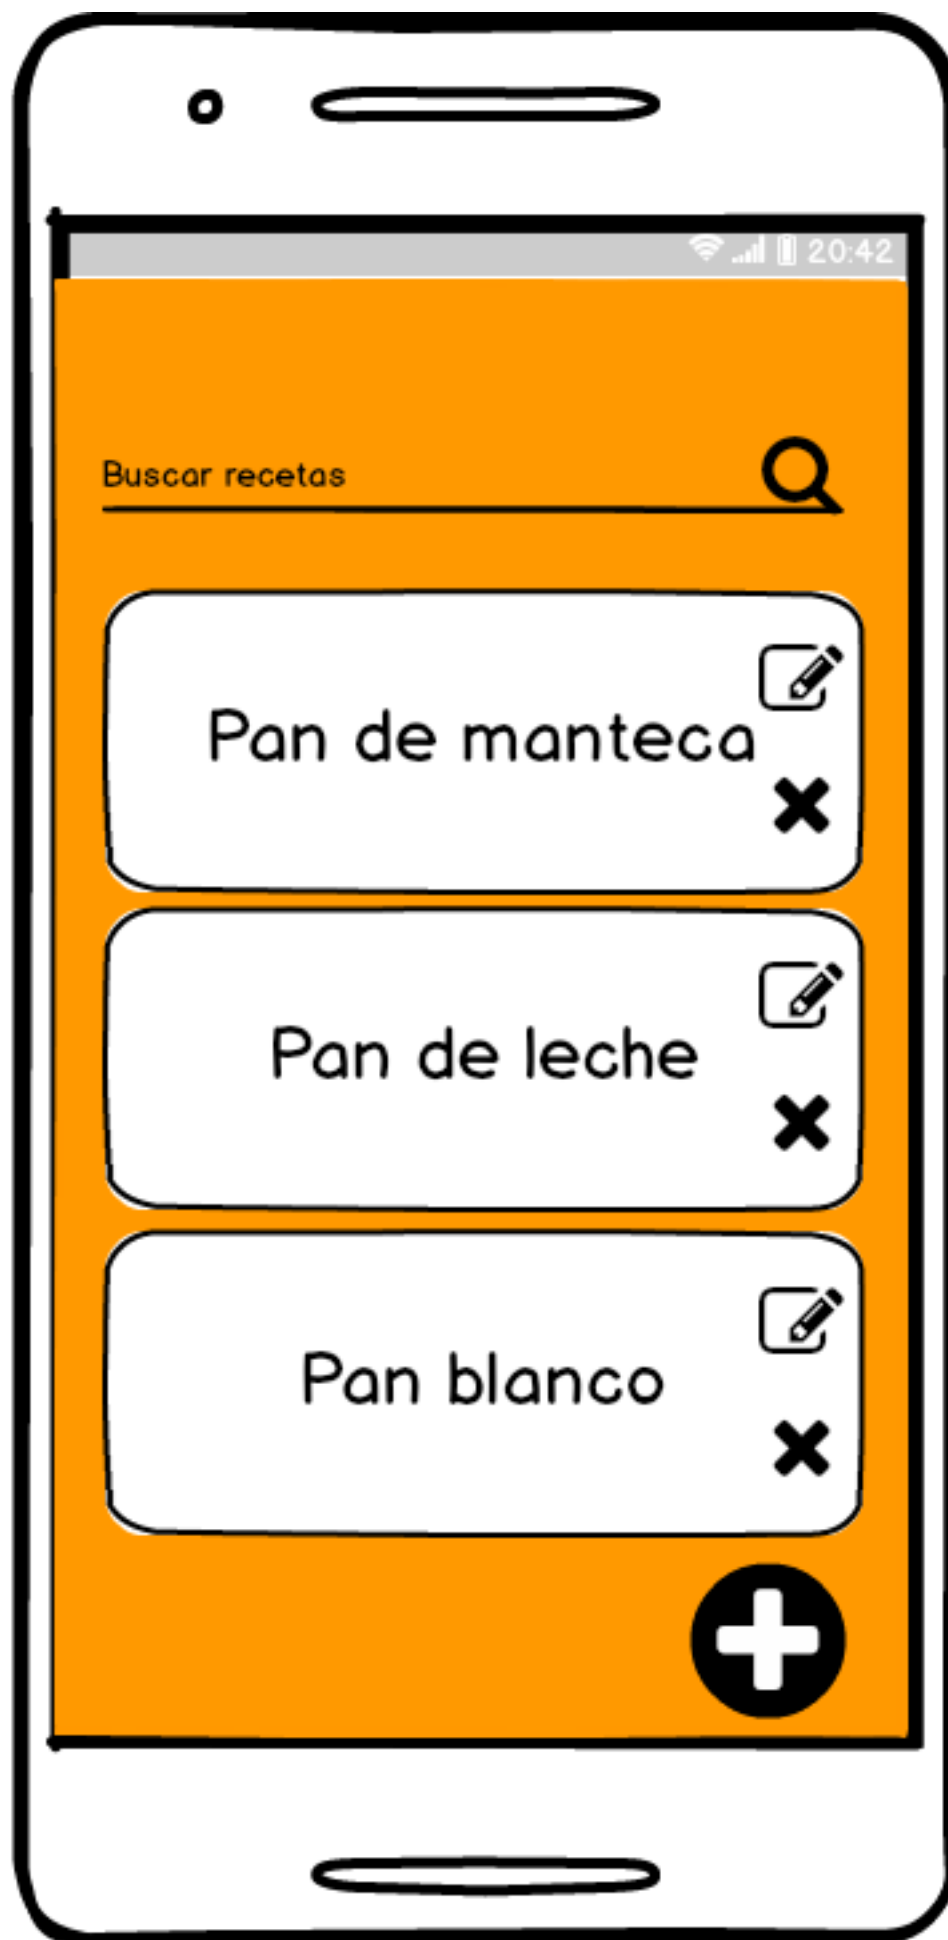 20:42
Buscar recetas
Pan de manteca
Pan de leche
Pan blanco